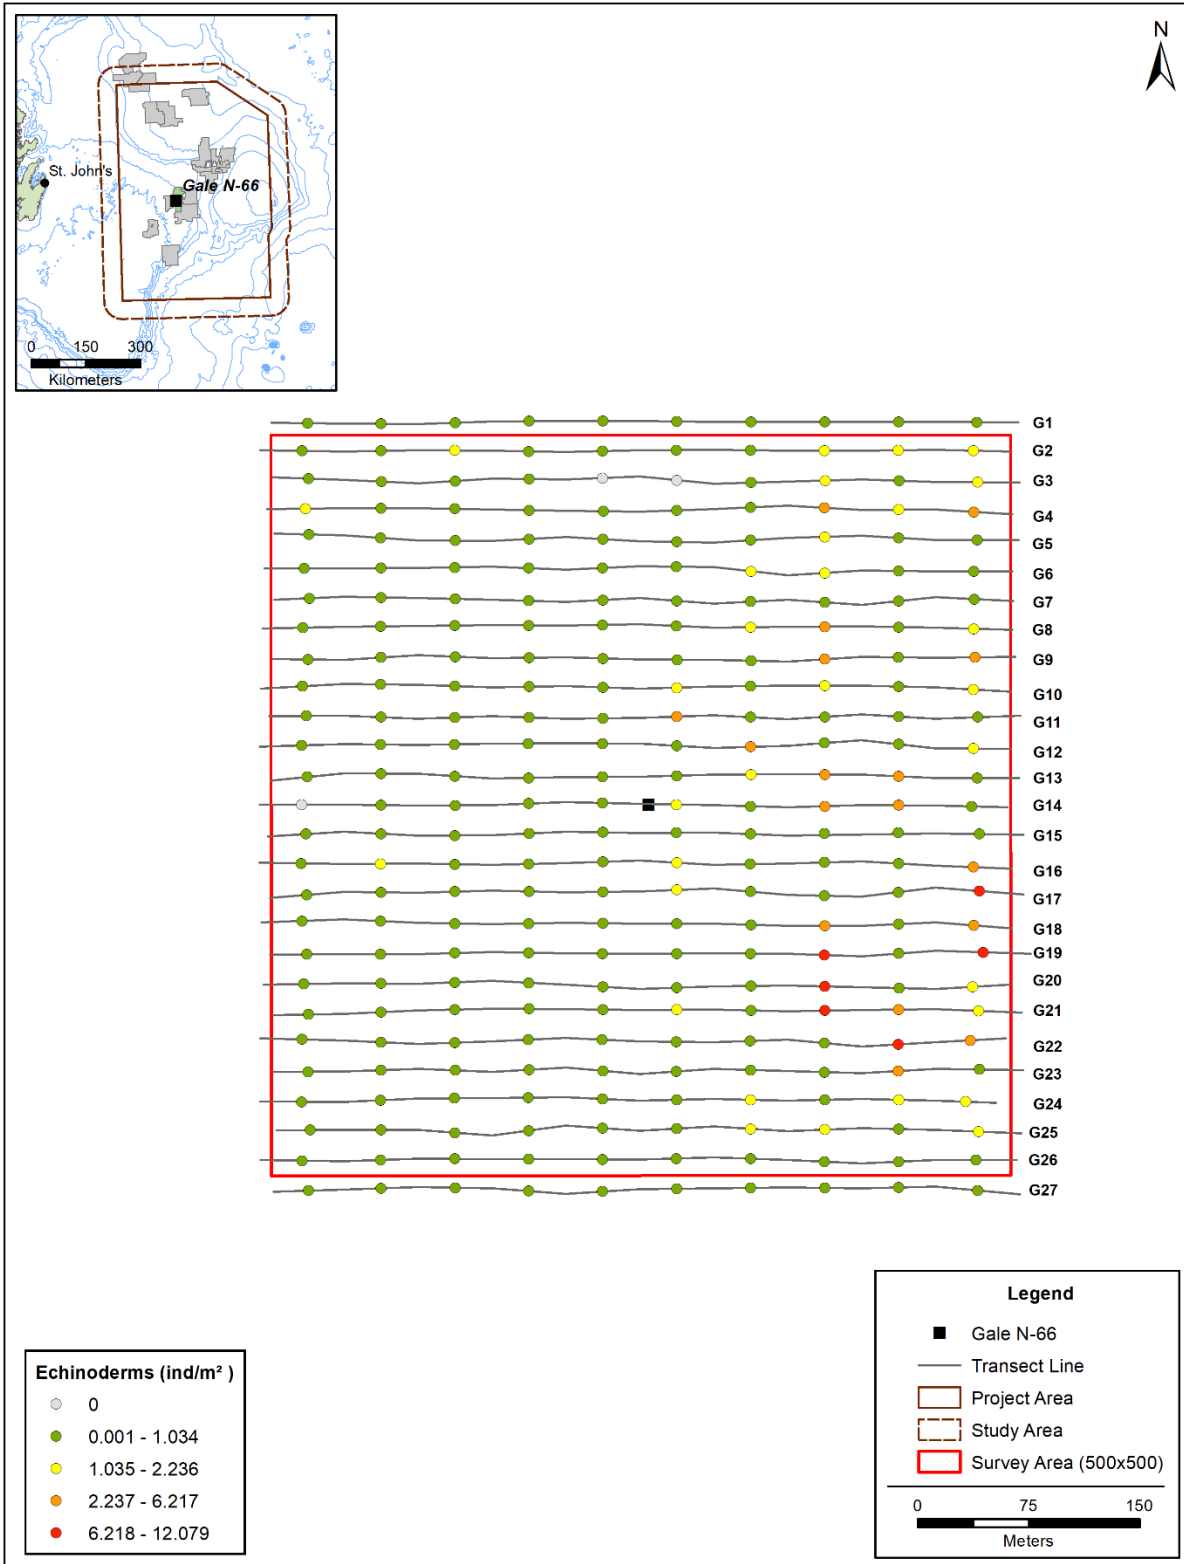 N
St. John's
Gale N-66
0 150 300
Kilometers
G1
G2
G3
G4
G5
G6
G7
G8
G9
G10
G11
G12
G13
G14
G15
G16
G17
G18
G19
G20
G21
G22
G23
G24
G25
G26
G27
Echinoderms (ind/m² )
0
0.001 - 1.034
1.035 - 2.236
2.237 - 6.217
6.218 - 12.079
Legend
Gale N-66
Transect Line
Project Area
Study Area
Survey Area (500x500)
0 75 150
Meters